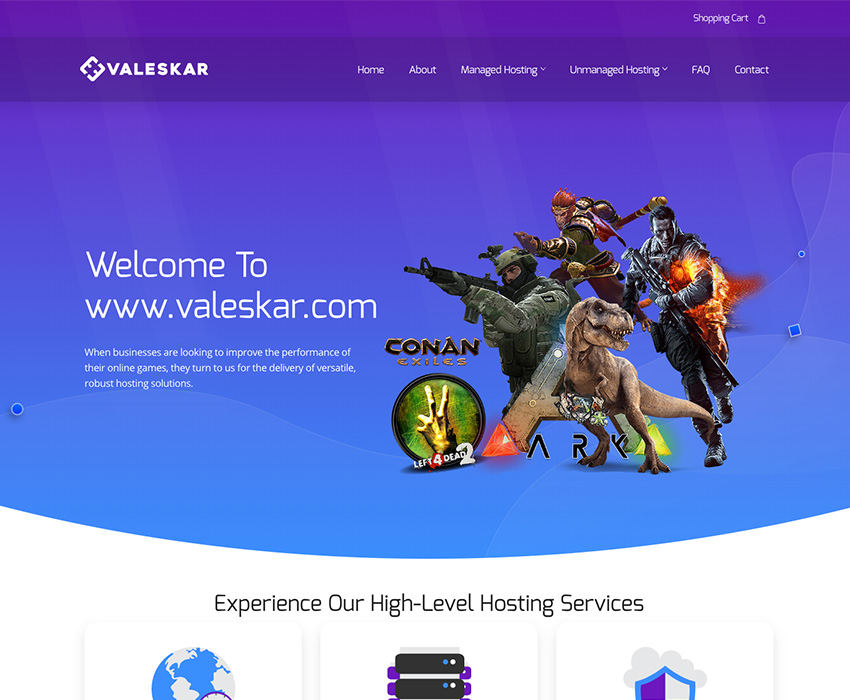 Shopping Cart
VALESKAR
Home About Managed Hosting Unmanaged Hosting FAQ Contact
Welcome To
www.valeskar.com
When businesses are looking to improve the performance of
their online games, they turn to us for the delivery of versatile,
robust hosting solutions.
CONAN
EXILES
LEFT 4 DEAD 2
ARK
Experience Our High-Level Hosting Services